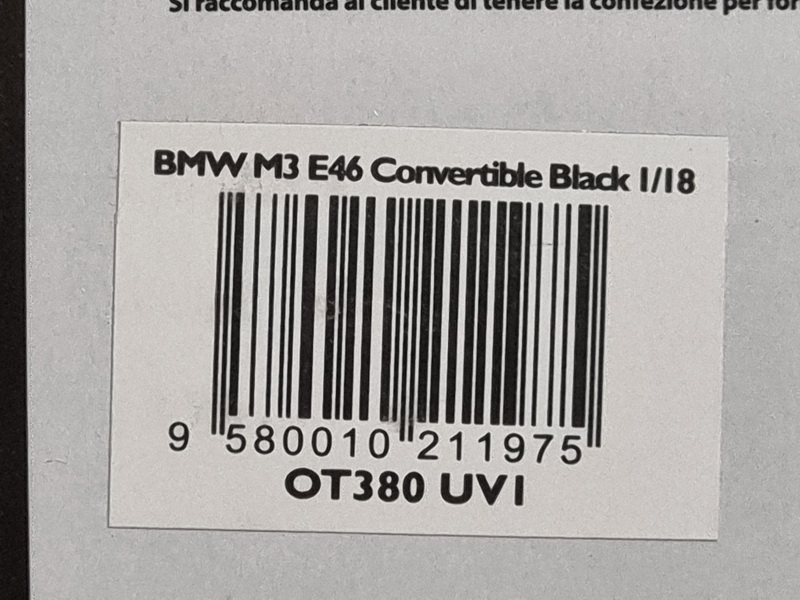 Si raccomanda al cliente di tenere la confezione per
BMW M3 E46 Convertible Black 1/18
9 580010 211975
OT380 UV1